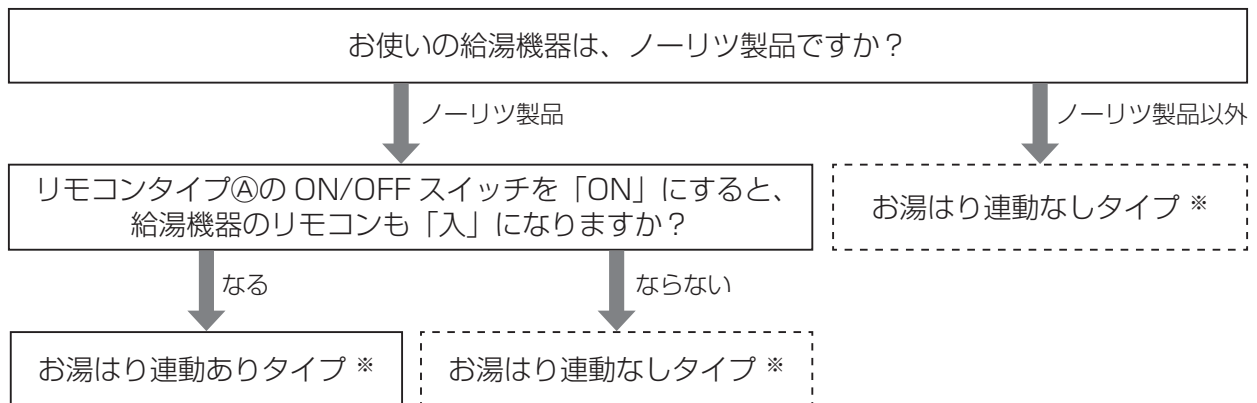 お使いの給湯機器は、ノーリツ製品ですか？
ノーリツ製品
ノーリツ製品以外
リモコンタイプⒶの ON/OFF スイッチを「ON」にすると、
給湯機器のリモコンも「入」になりますか？
お湯はり連動なしタイプ ※
なる
ならない
お湯はり連動ありタイプ ※
お湯はり連動なしタイプ ※